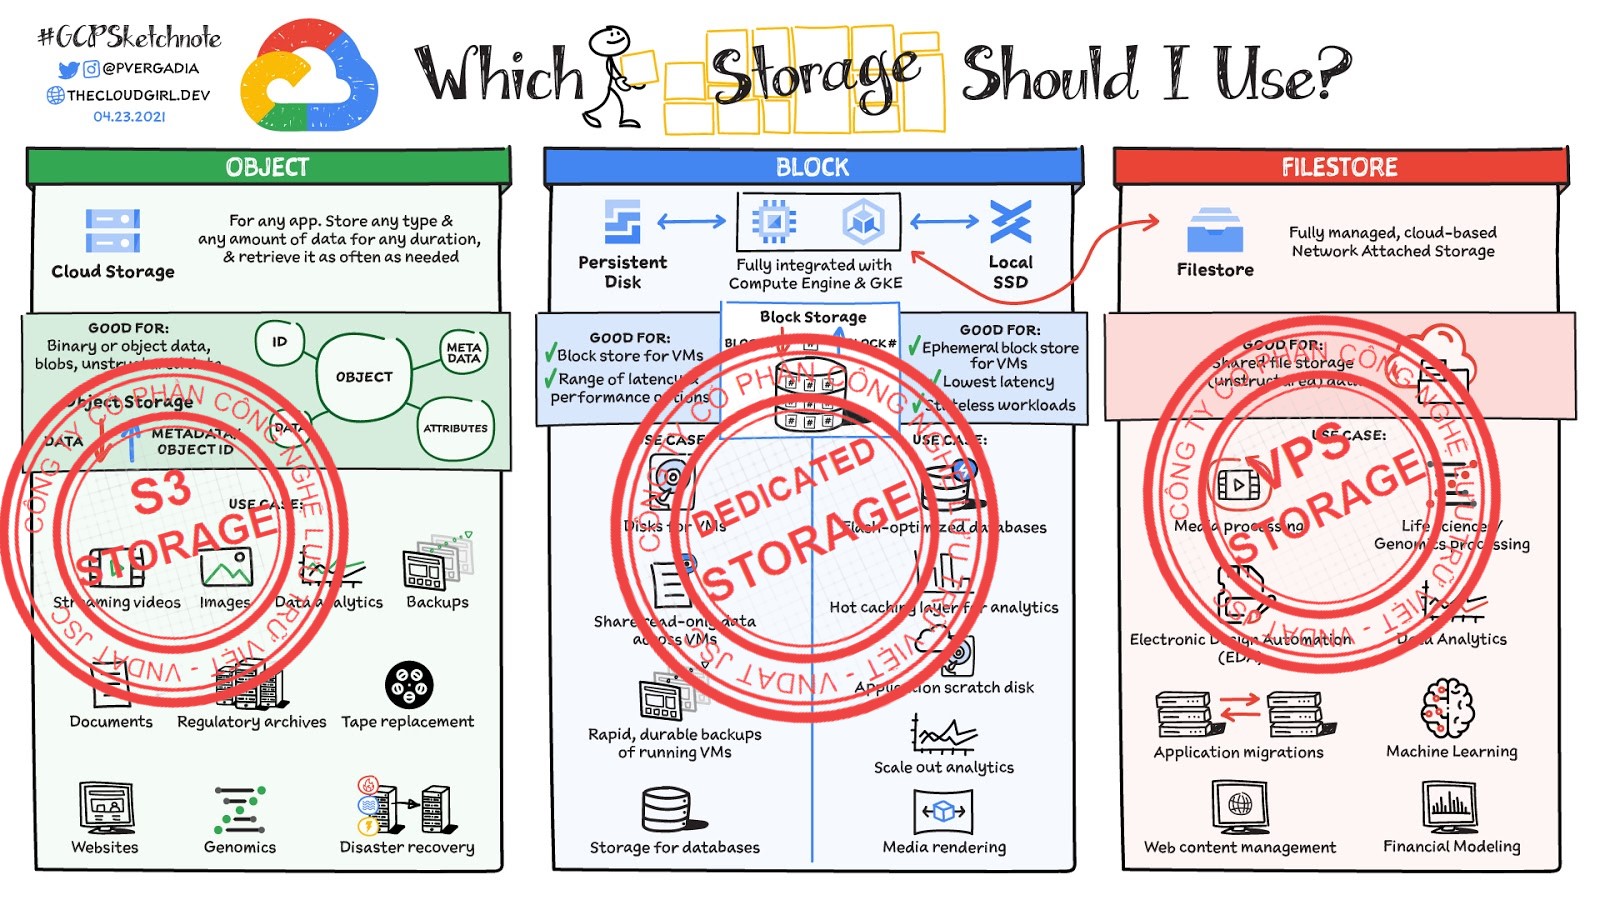 #GCPSketchnote
@PVERGADIA
THECLOUDGIRL.DEV
04.23.2021
Which Storage Should I Use?
OBJECT
Cloud Storage
For any app. Store any type &
any amount of data for any duration,
& retrieve it as often as needed
GOOD FOR:
Binary or object data,
blobs, unstructured data
Object Storage
DATA
METADATA/
OBJECT ID
ID
OBJECT
META
DATA
DATA
ATTRIBUTES
USE CASE:
Streaming videos
Images
Data analytics
Backups
Documents
Regulatory archives
Tape replacement
Websites
Genomics
Disaster recovery
CÔNG TY CỔ PHẦN CÔNG NGHỆ LƯU TRỮ VIỆT - VNDAT JSC
S3
STORAGE
BLOCK
Persistent
Disk
Fully integrated with
Compute Engine & GKE
Local
SSD
GOOD FOR:
Block store for VMs
Range of latency &
performance options
Block Storage
BLOCK#
# # # # # # #
GOOD FOR:
Ephemeral block store
for VMs
Lowest latency
Stateless workloads
USE CASE:
Disks for VMs
Share read-only data
across VMs
Rapid, durable backups
of running VMs
Storage for databases
USE CASE:
Flash-optimized databases
Hot caching layer for analytics
Application scratch disk
Scale out analytics
Media rendering
CÔNG TY CỔ PHẦN CÔNG NGHỆ LƯU TRỮ VIỆT - VNDAT JSC
DEDICATED
STORAGE
FILESTORE
Filestore
Fully managed, cloud-based
Network Attached Storage
GOOD FOR:
Shared file storage
(unstructured) data
USE CASE:
Media processing
Life science/
Genomics processing
Electronic Design Automation
(EDA)
Data Analytics
Application migrations
Machine Learning
Web content management
Financial Modeling
CÔNG TY CỔ PHẦN CÔNG NGHỆ LƯU TRỮ VIỆT - VNDAT JSC
VPS
STORAGE